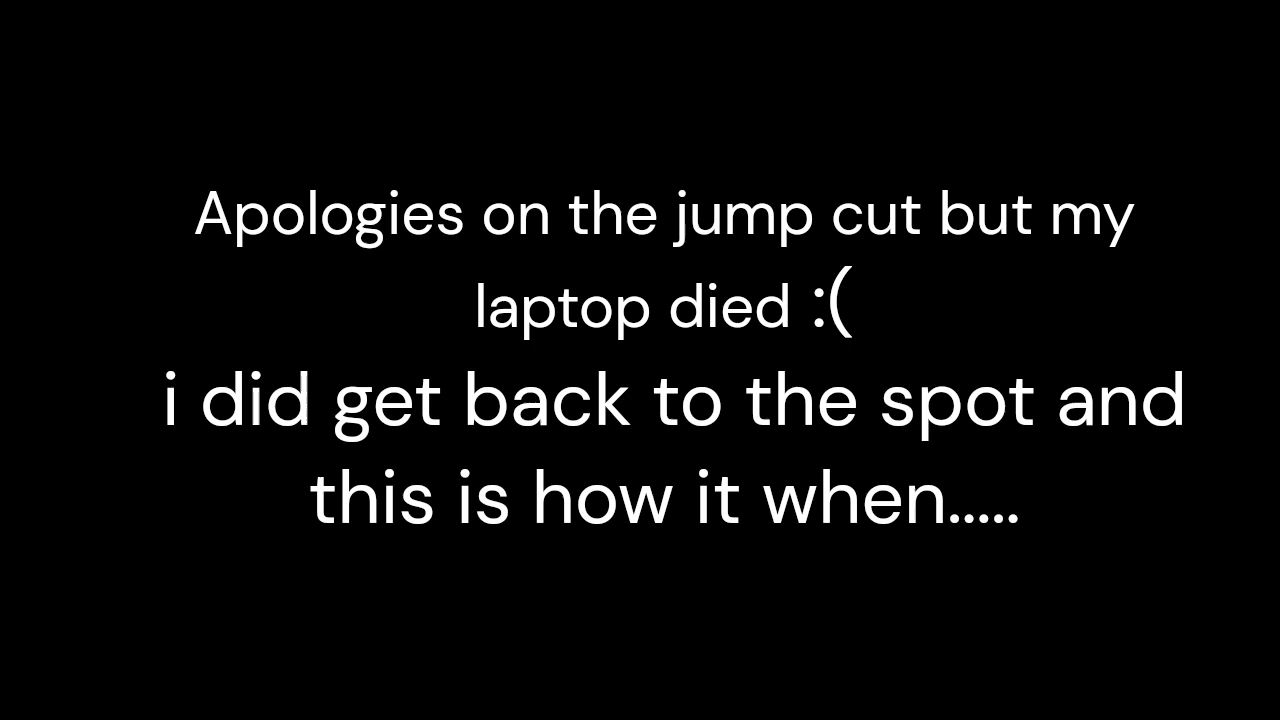 Apologies on the jump cut but my
laptop died :(
i did get back to the spot and
this is how it when.....